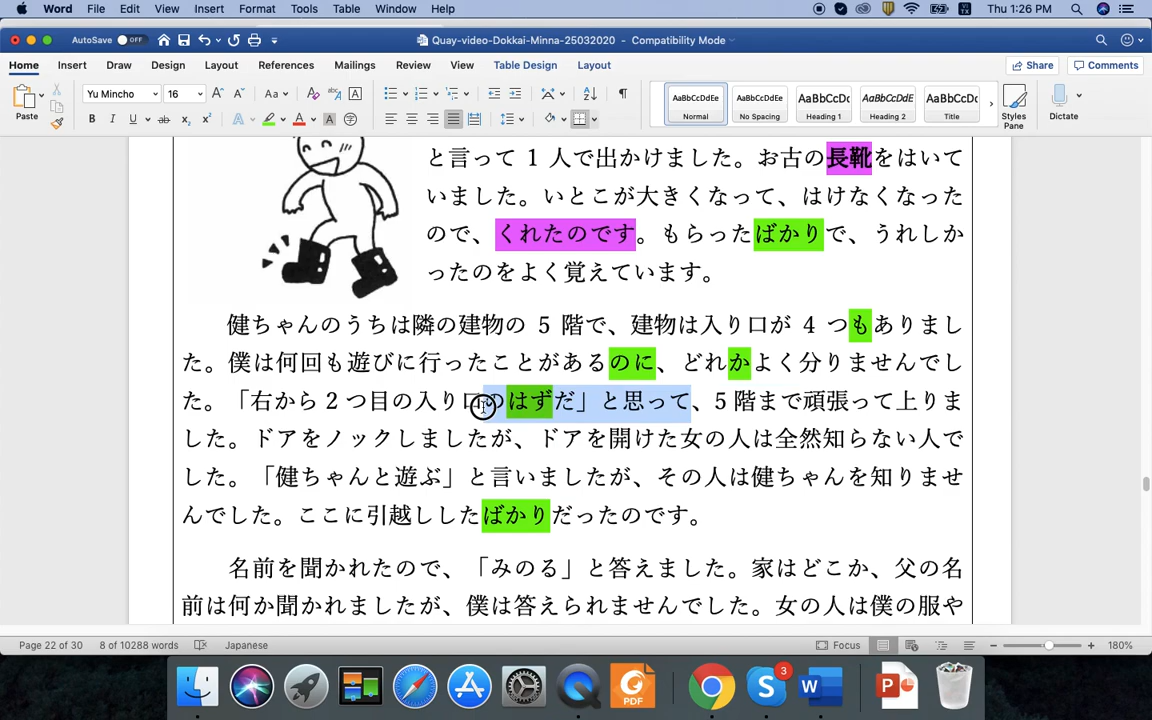 Word File Edit View Insert Format Tools Table Window Help Thu 1:26 PM
AutoSave OFF Quay-video-Dokkai-Minna-25032020 - Compatibility Mode
Home Insert Draw Design Layout References Mailings Review View Table Design Layout Share Comments
Paste Yu Mincho 16 AaBbCcDdEe Normal AaBbCcDdEe No Spacing AaBbCcDc Heading 1 AaBbCcDdEe Heading 2 AaBbCcDdEe Title Styles Pane Dictate
と言って 1 人で出かけました。お古の長靴をはいて
いました。いとこが大きくなって、はけなくなった
ので、くれたのです。もらったばかりで、うれしか
ったのをよく覚えています。
健ちゃんのうちは隣の建物の 5 階で、建物は入り口が 4 つもありまし
た。僕は何回も遊びに行ったことがあるのに、どれかよく分りませんでし
た。「右から 2 つ目の入り口のはずだ」と思って、5 階まで頑張って上りま
した。ドアをノックしましたが、ドアを開けた女の人は全然知らない人で
した。「健ちゃんと遊ぶ」と言いましたが、その人は健ちゃんを知りませ
んでした。ここに引越ししたばかりだったのです。
名前を聞かれたので、「みのる」と答えました。家はどこか、父の名
前は何か聞かれましたが、僕は答えられませんでした。女の人は僕の服や
Page 22 of 30 8 of 10288 words Japanese Focus 180%
PDF 3